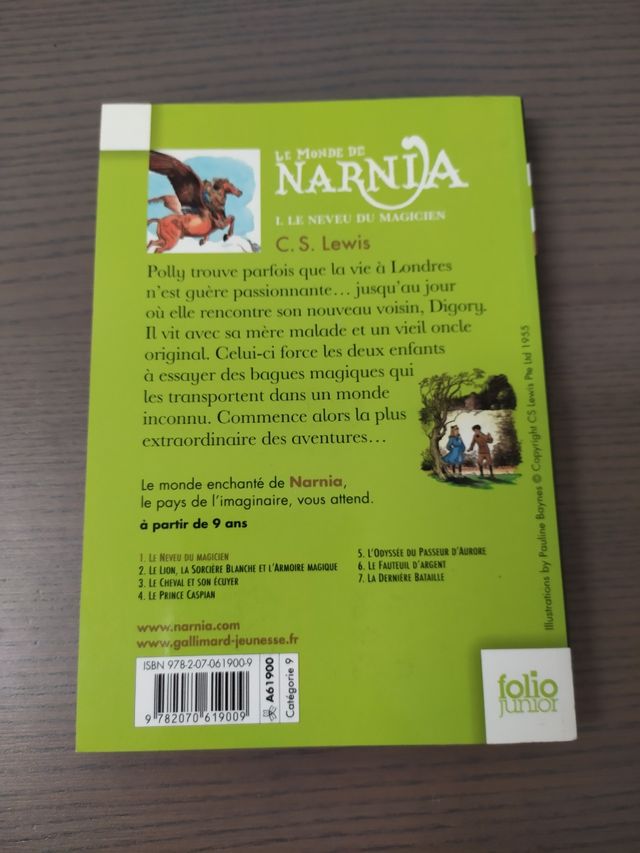 LE MONDE DE
NARNIA
I. LE NEVEU DU MAGICIEN
C. S. Lewis
Polly trouve parfois que la vie à Londres
n'est guère passionnante... jusqu'au jour
où elle rencontre son nouveau voisin, Digory.
Il vit avec sa mère malade et un vieil oncle
original. Celui-ci force les deux enfants
à essayer des bagues magiques qui
les transportent dans un monde
inconnu. Commence alors la plus
extraordinaire des aventures...
Le monde enchanté de Narnia,
le pays de l'imaginaire, vous attend.
à partir de 9 ans
1. LE NEVEU DU MAGICIEN
2. LE LION, LA SORCIÈRE BLANCHE ET L'ARMOIRE MAGIQUE
3. LE CHEVAL ET SON ÉCUYER
4. LE PRINCE CASPIAN
5. L'ODYSSÉE DU PASSEUR D'AURORE
6. LE FAUTEUIL D'ARGENT
7. LA DERNIÈRE BATAILLE
www.narnia.com
www.gallimard-jeunesse.fr
ISBN 978-2-07-061900-9
9 782070 619009
A61900
Catégorie 9
folio
junior
Illustrations by Pauline Baynes © Copyright CS Lewis Pte Ltd 1955